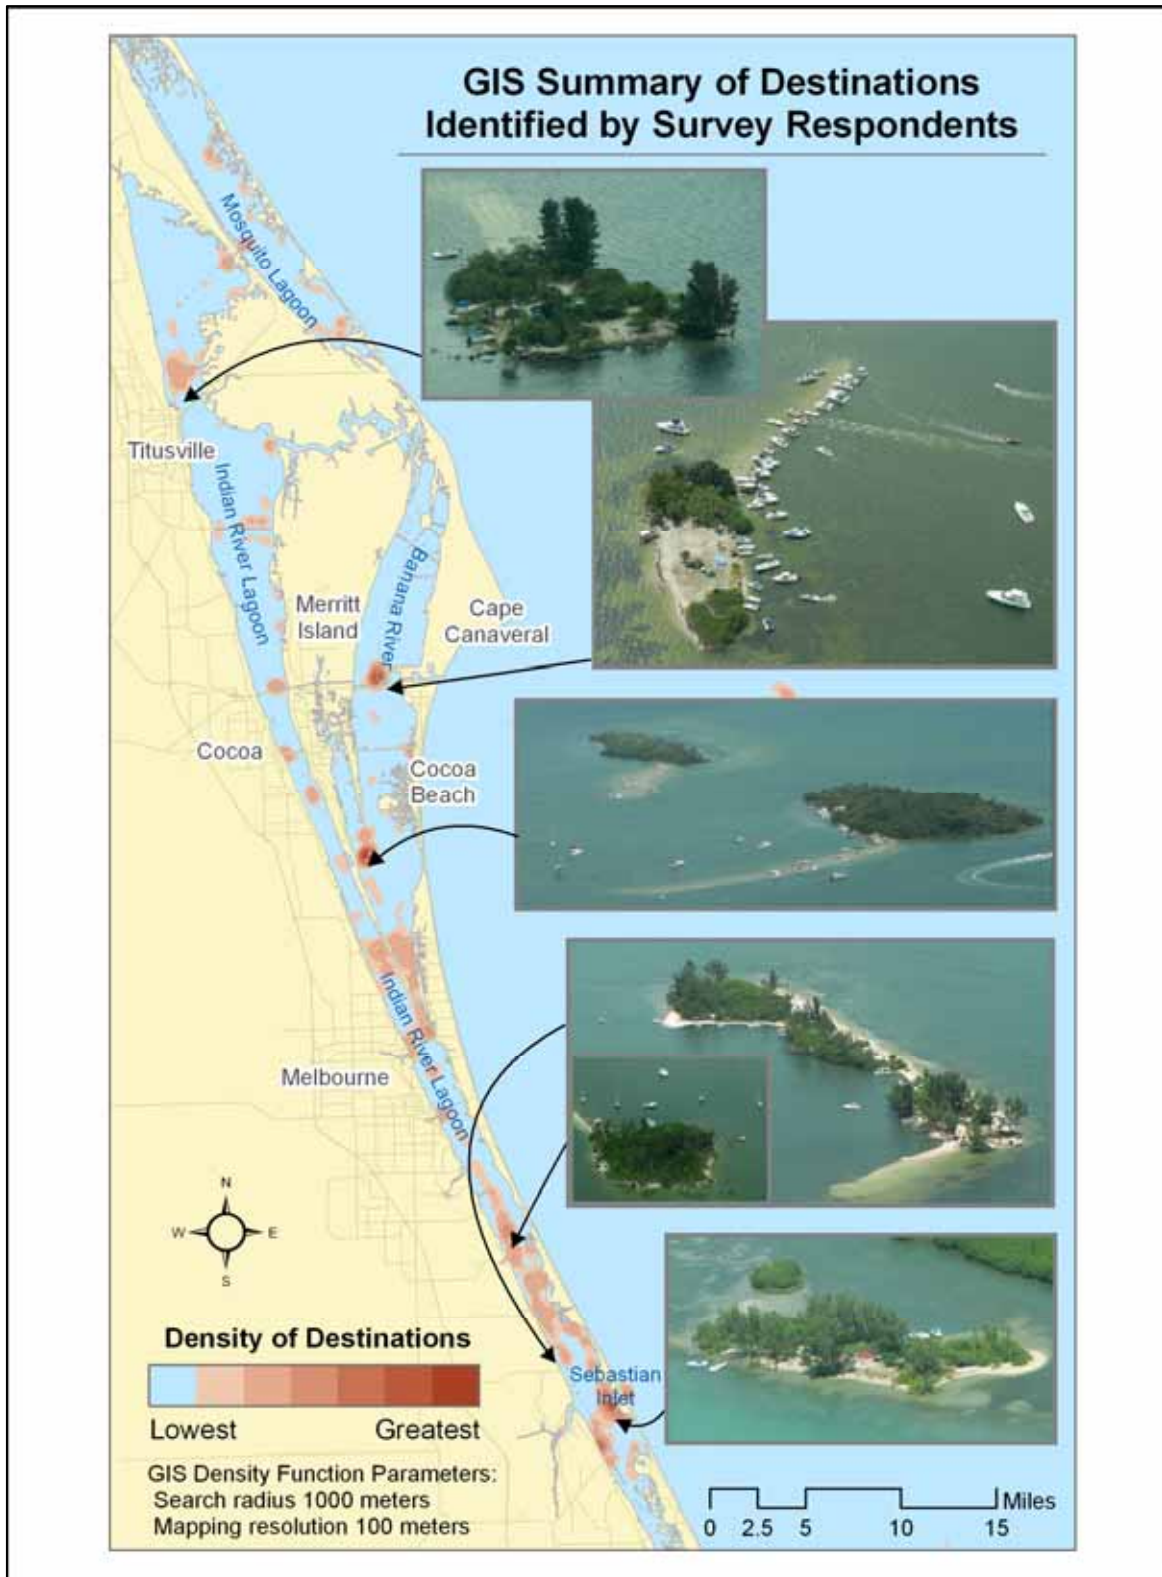 GIS Summary of Destinations
Identified by Survey Respondents
Mosquito Lagoon
Titusville
Indian River Lagoon
Banana River
Merritt
Island
Cape
Canaveral
Cocoa
Cocoa
Beach
Indian River Lagoon
Melbourne
N
W
E
S
Density of Destinations
Lowest
Greatest
Sebastian
Inlet
GIS Density Function Parameters:
Search radius 1000 meters
Mapping resolution 100 meters
Miles
0 2.5 5 10 15